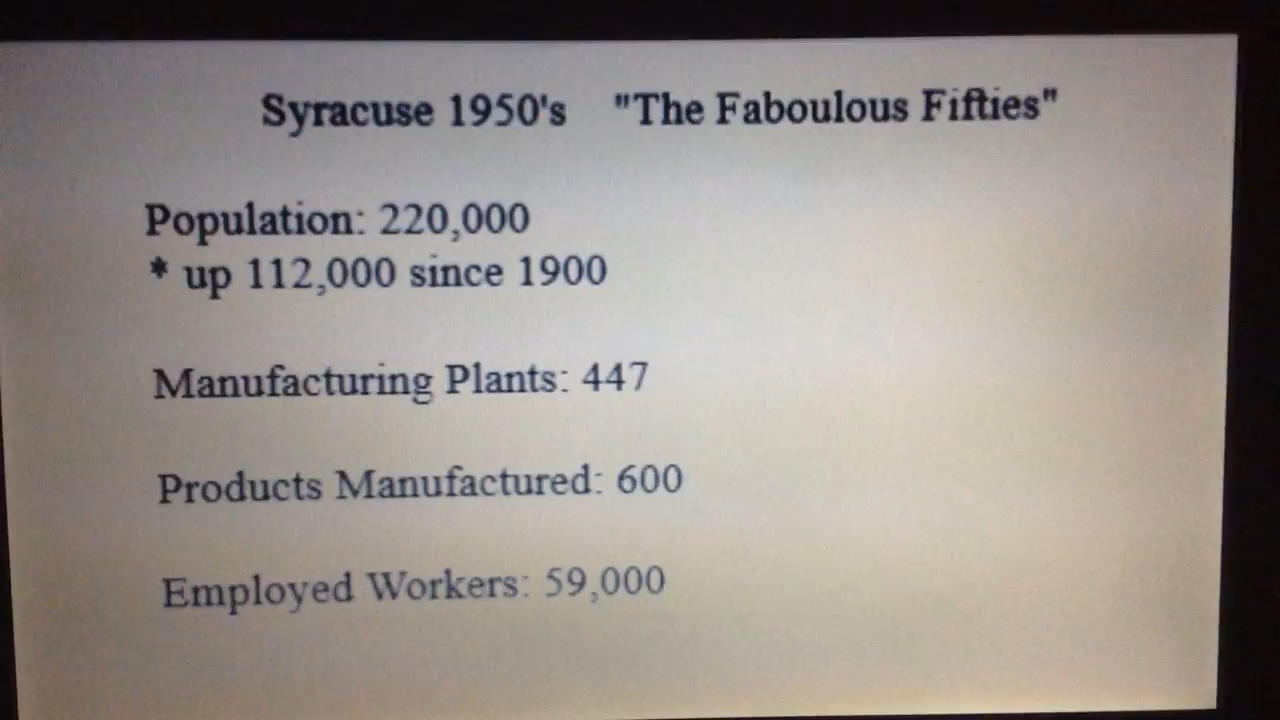 Syracuse 1950's "The Faboulous Fifties"
Population: 220,000
* up 112,000 since 1900
Manufacturing Plants: 447
Products Manufactured: 600
Employed Workers: 59,000